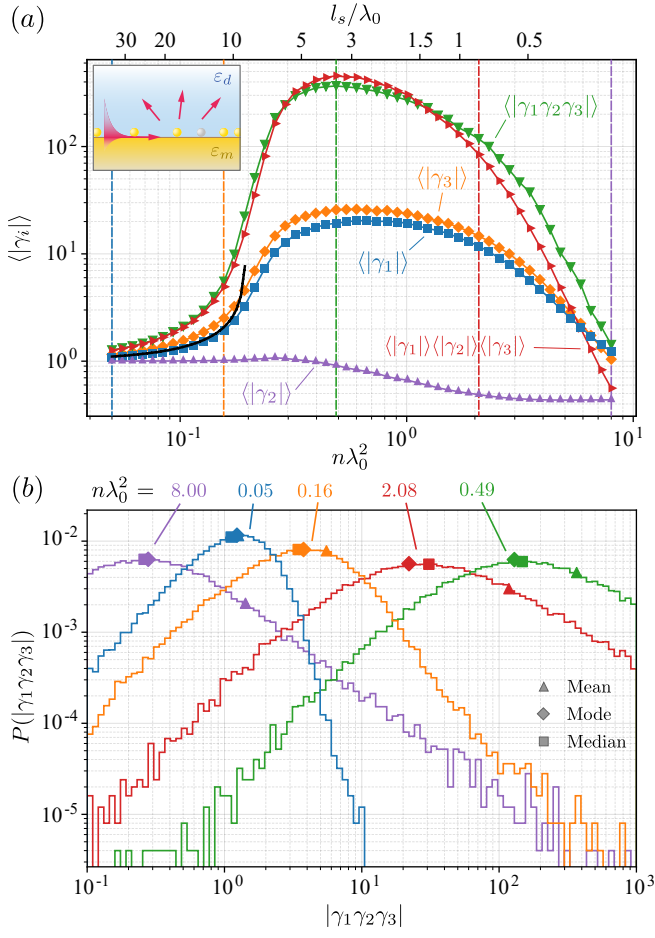 (a)
l_s/λ_0
30 20 10 5 3 1.5 1 0.5
ε_d
ε_m
10^2
10^1
10^0
⟨|γ_i|⟩
⟨|γ_1γ_2γ_3|⟩
⟨|γ_3|⟩
⟨|γ_1|⟩
⟨|γ_1|⟩⟨|γ_2|⟩⟨|γ_3|⟩
⟨|γ_2|⟩
10^{-1} 10^0 10^1
nλ_0^2
(b)
nλ_0^2 = 8.00 0.05 0.16 2.08 0.49
10^{-2}
10^{-3}
10^{-4}
10^{-5}
P(|γ_1γ_2γ_3|)
Mean
Mode
Median
10^{-1} 10^0 10^1 10^2 10^3
|γ_1γ_2γ_3|